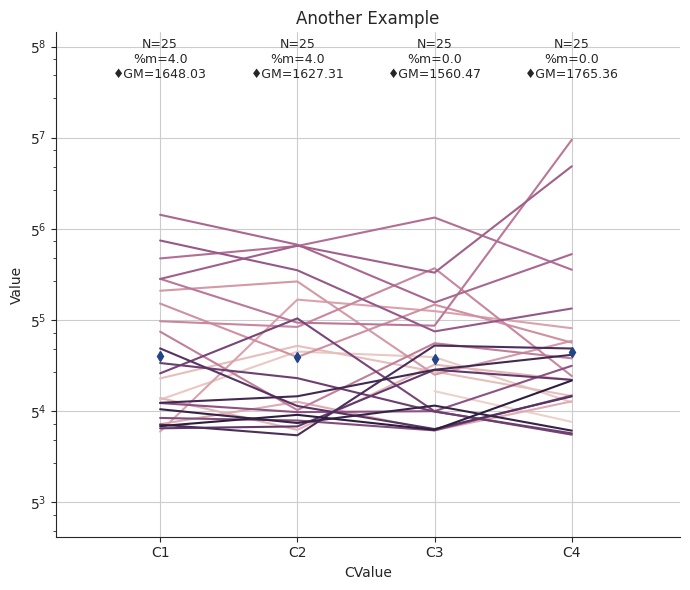 Another Example
N=25 N=25 N=25 N=25
%m=4.0 %m=4.0 %m=0.0 %m=0.0
♦GM=1648.03 ♦GM=1627.31 ♦GM=1560.47 ♦GM=1765.36
5⁸
5⁷
5⁶
5⁵
5⁴
5³
Value
C1 C2 C3 C4
CValue